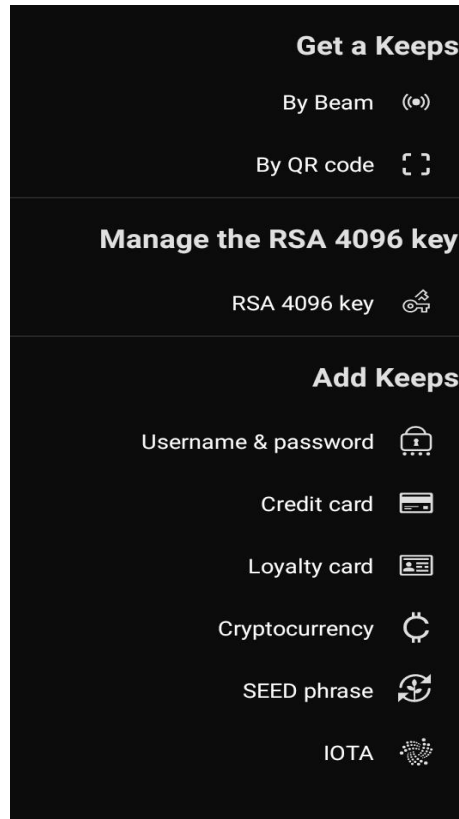 Get a Keeps
By Beam
By QR code
Manage the RSA 4096 key
RSA 4096 key
Add Keeps
Username & password
Credit card
Loyalty card
Cryptocurrency
SEED phrase
IOTA